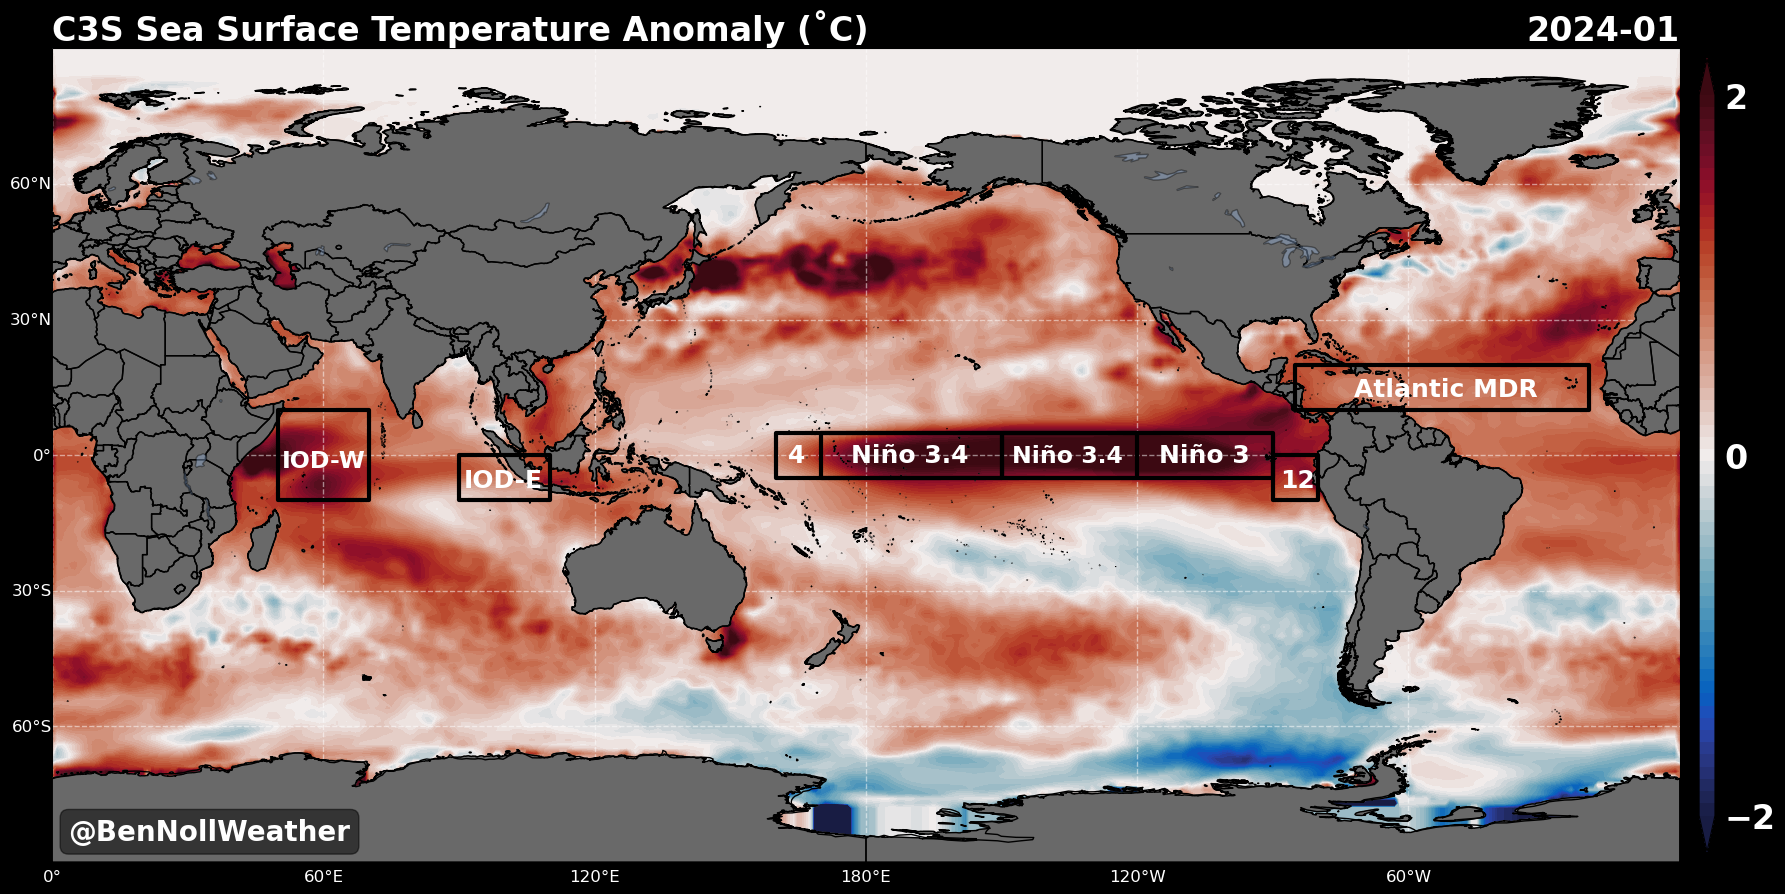 C3S Sea Surface Temperature Anomaly (˚C)
2024-01
2
0
−2
60°N
30°N
0°
30°S
60°S
IOD-W
IOD-E
4
Niño 3.4
Niño 3.4
Niño 3
12
Atlantic MDR
@BenNollWeather
0°
60°E
120°E
180°E
120°W
60°W